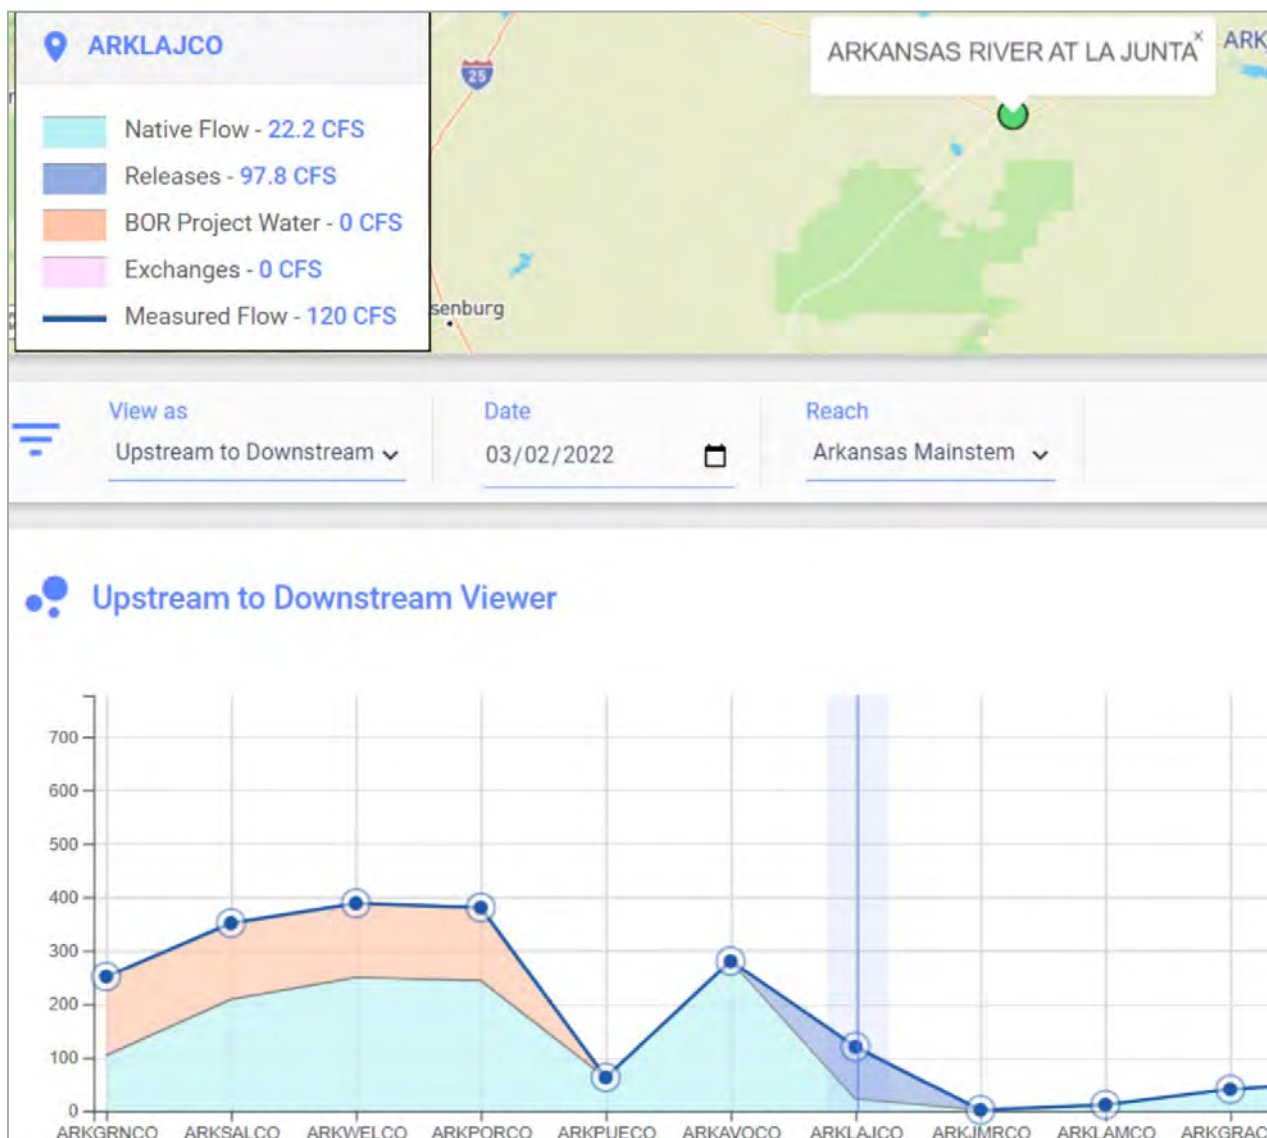 ARKLAJCO
Native Flow - 22.2 CFS
Releases - 97.8 CFS
BOR Project Water - 0 CFS
Exchanges - 0 CFS
Measured Flow - 120 CFS
25
ARKANSAS RIVER AT LA JUNTA
×
ARK
senburg
View as
Upstream to Downstream
Date
03/02/2022
Reach
Arkansas Mainstem
Upstream to Downstream Viewer
700
600
500
400
300
200
100
0
ARKGRNCO ARKSALCO ARKWELCO ARKPORCO ARKPUECO ARKAVOCO ARKLAJCO ARKJMRCO ARKLAMCO ARKGRAC